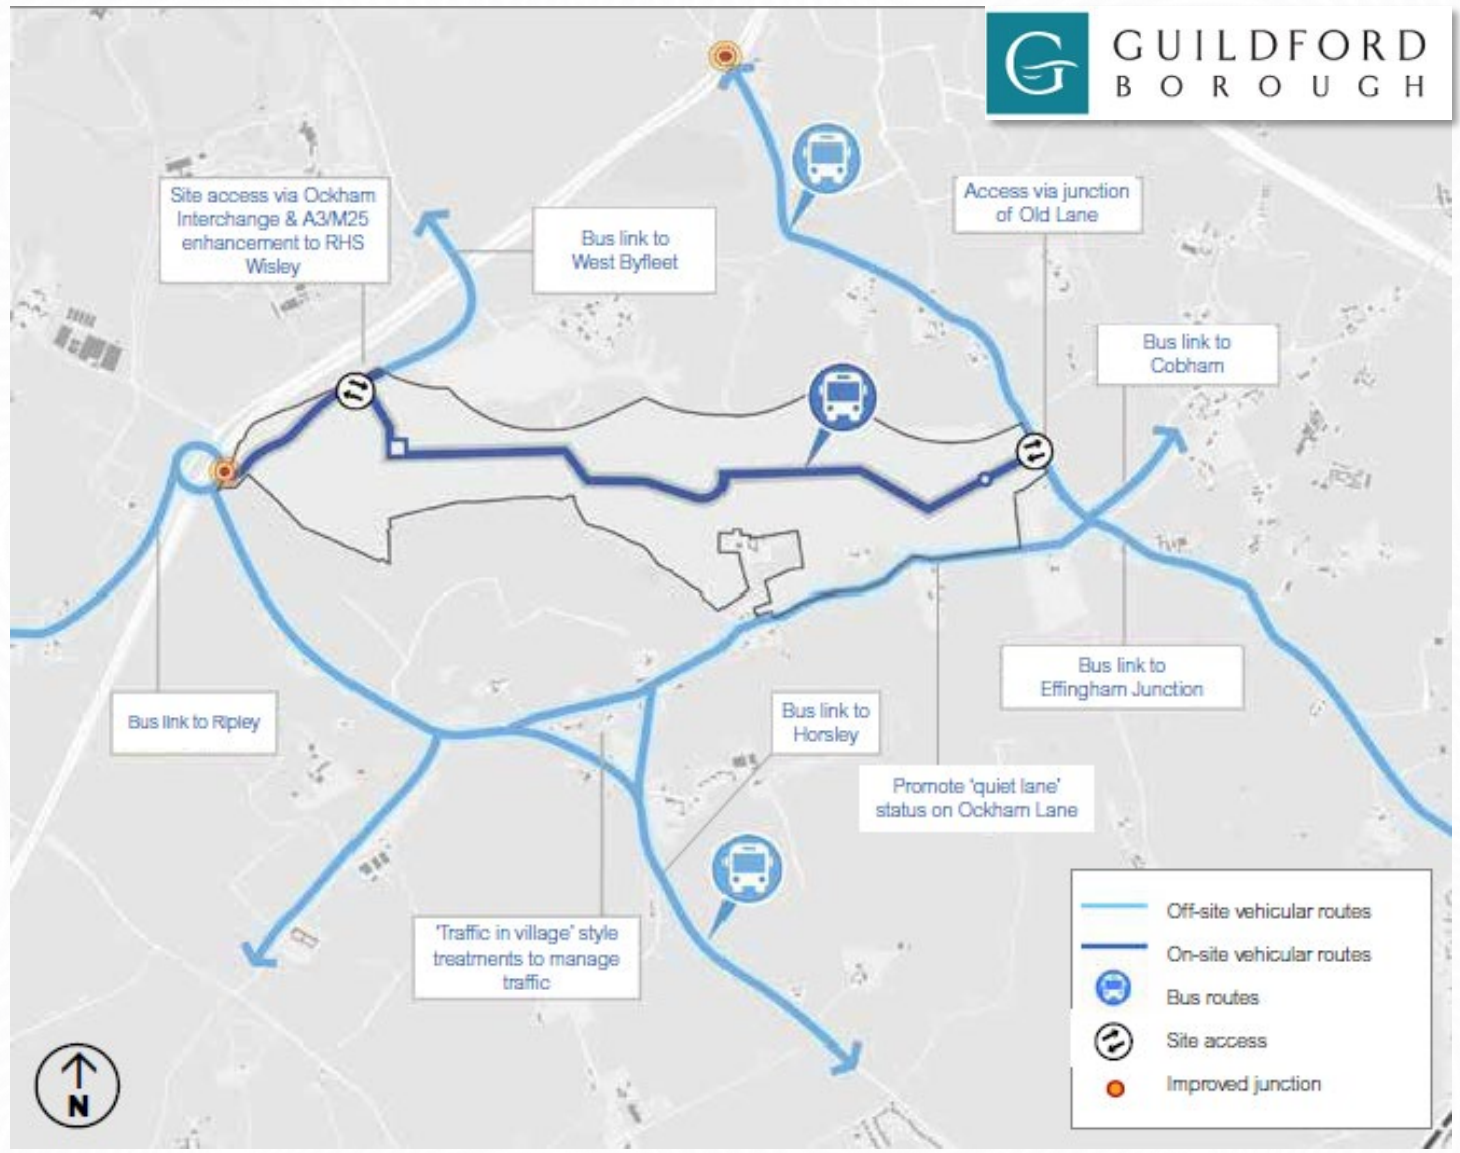 GUILDFORD
BOROUGH
Site access via Ockham
Interchange & A3/M25
enhancement to RHS
Wisley
Bus link to
West Byfleet
Access via junction
of Old Lane
Bus link to
Cobham
Bus link to
Effingham Junction
Bus link to Ripley
Bus link to
Horsley
Promote 'quiet lane'
status on Ockham Lane
'Traffic in village' style
treatments to manage
traffic
Off-site vehicular routes
On-site vehicular routes
Bus routes
Site access
Improved junction
N